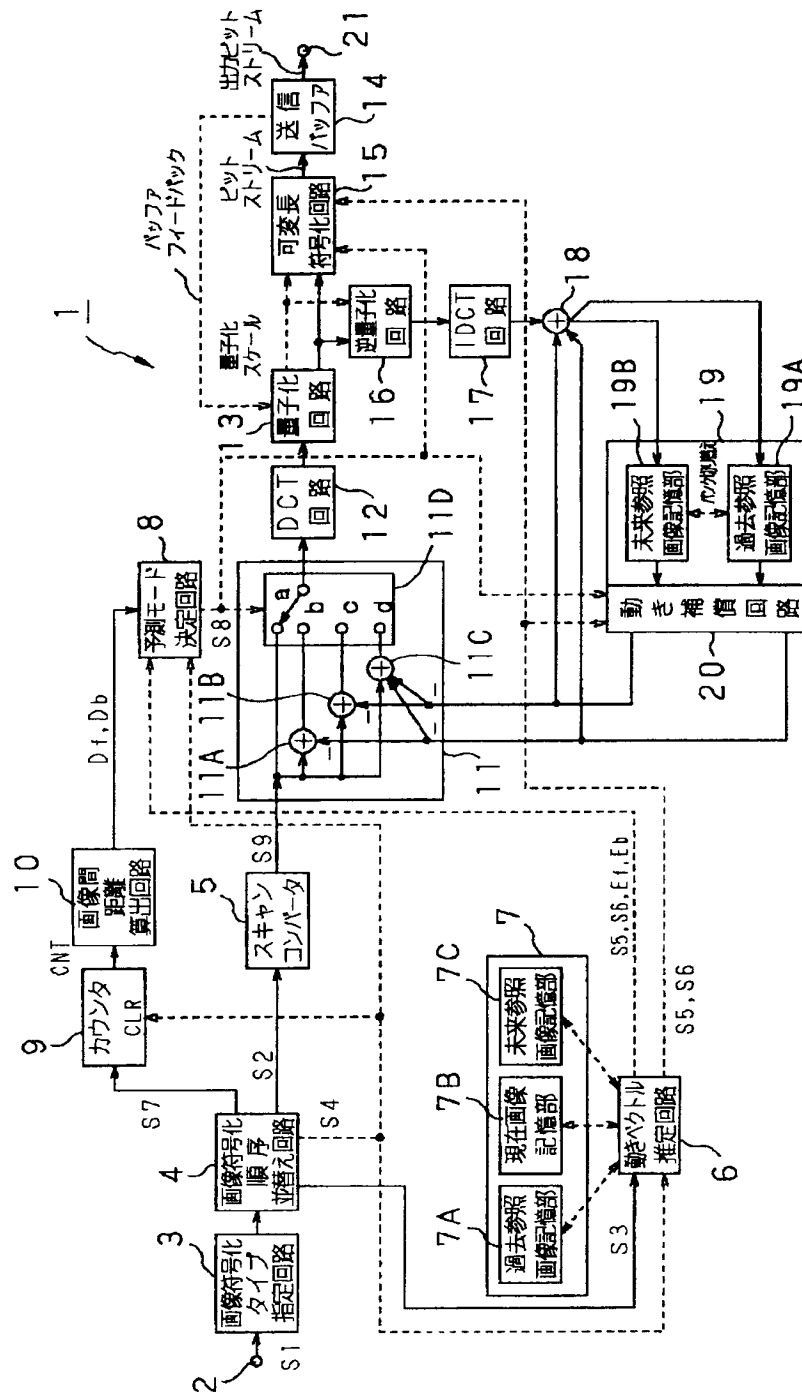 1
2
S1
3
画像符号化
タイプ
指定回路
4
画像符号化
順序
並替え回路
S7
S2
S4
S3
9
カウンタ
CLR
CNT
10
画像間
距離
算出回路
Df,Db
5
スキャン
コンバータ
S9
8
予測モード
決定回路
S8
11A
11B
11C
11D
11
a
b
c
d
12
DCT
回路
13
量子化
回路
量子化
スケール
バッファ
フィードバック
15
可変長
符号化回路
ビット
ストリーム
14
送信
バッファ
出力ビット
ストリーム
21
16
逆量子化
回路
17
IDCT
回路
18
19B
未来参照
画像記憶部
19
19A
過去参照
画像記憶部
20
動き補償回路
7
7A
過去参照
画像記憶部
7B
現在画像
記憶部
7C
未来参照
画像記憶部
6
動きベクトル
推定回路
S5,S6,Ef,Eb
S5,S6